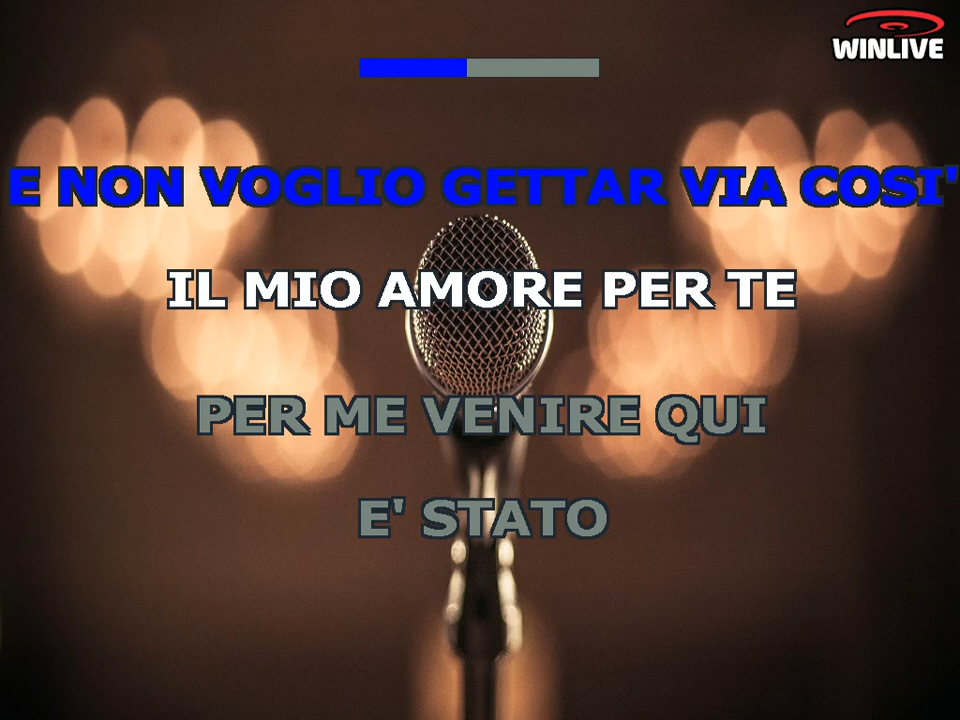 WINLIVE
E NON VOGLIO GETTAR VIA COSI'
IL MIO AMORE PER TE
PER ME VENIRE QUI
E' STATO